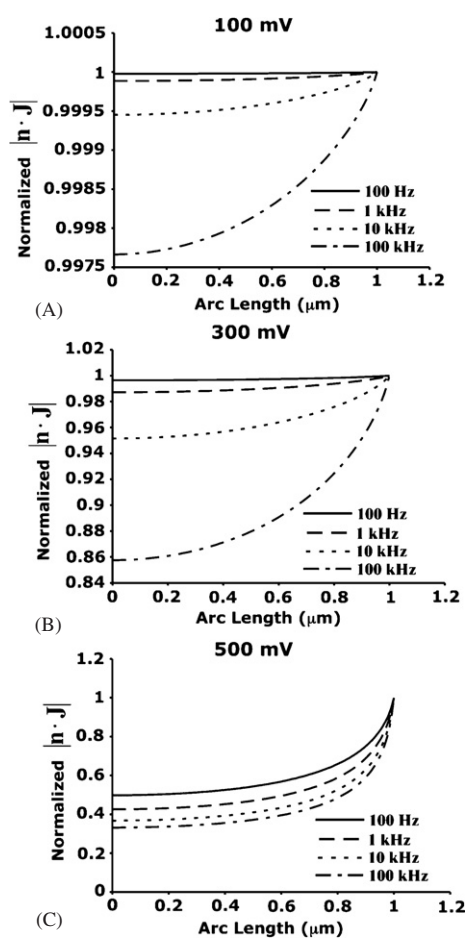 100 mV
1.0005
1
0.9995
0.999
0.9985
0.998
0.9975
Normalized |n · J|
100 Hz
1 kHz
10 kHz
100 kHz
0 0.2 0.4 0.6 0.8 1 1.2
Arc Length (μm)
(A)
300 mV
1.02
1
0.98
0.96
0.94
0.92
0.9
0.88
0.86
0.84
Normalized |n · J|
100 Hz
1 kHz
10 kHz
100 kHz
0 0.2 0.4 0.6 0.8 1 1.2
Arc Length (μm)
(B)
500 mV
1.2
1
0.8
0.6
0.4
0.2
0
Normalized |n · J|
100 Hz
1 kHz
10 kHz
100 kHz
0 0.2 0.4 0.6 0.8 1 1.2
Arc Length (μm)
(C)